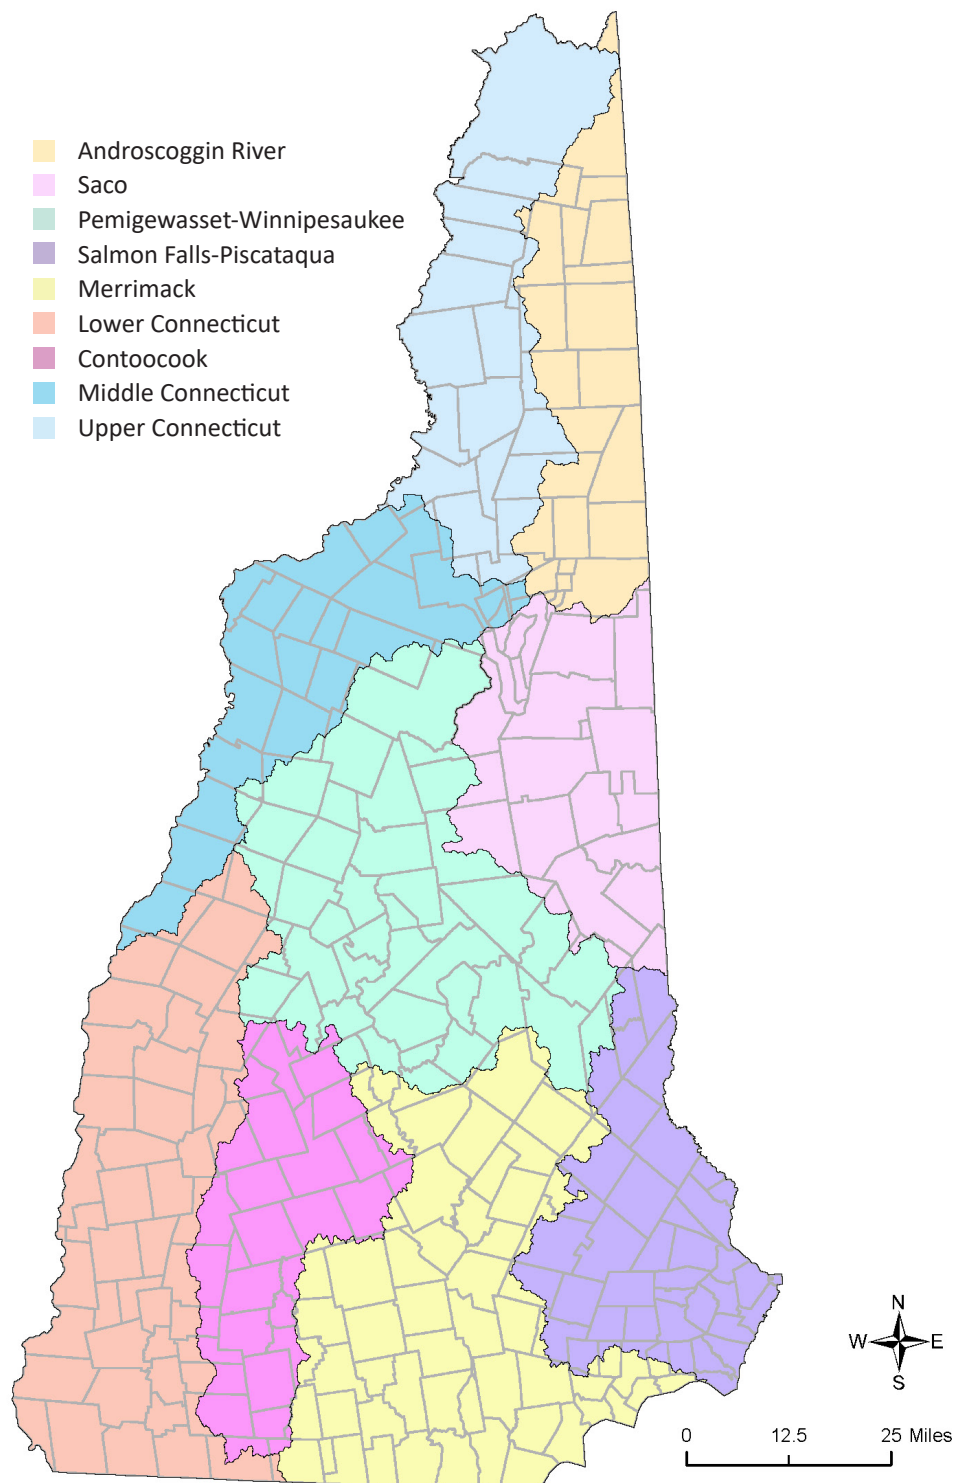 Androscoggin River
Saco
Pemigewasset-Winnipesaukee
Salmon Falls-Piscataqua
Merrimack
Lower Connecticut
Contoocook
Middle Connecticut
Upper Connecticut
N
W E
S
0 12.5 25 Miles